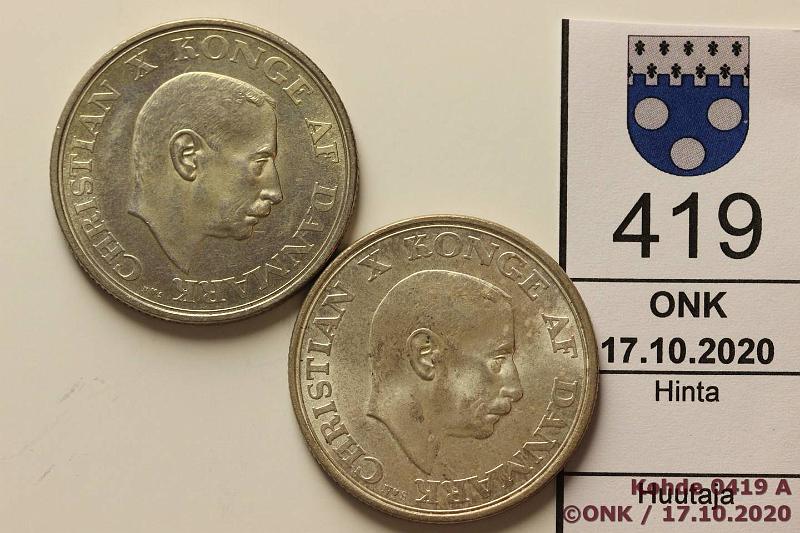 CHRISTIAN X KONGE AF DANMARK
CHRISTIAN X KONGE AF DANMARK
419
ONK
17.10.2020
Hinta
Huutaja
Kohde 0419 A
©ONK / 17.10.2020